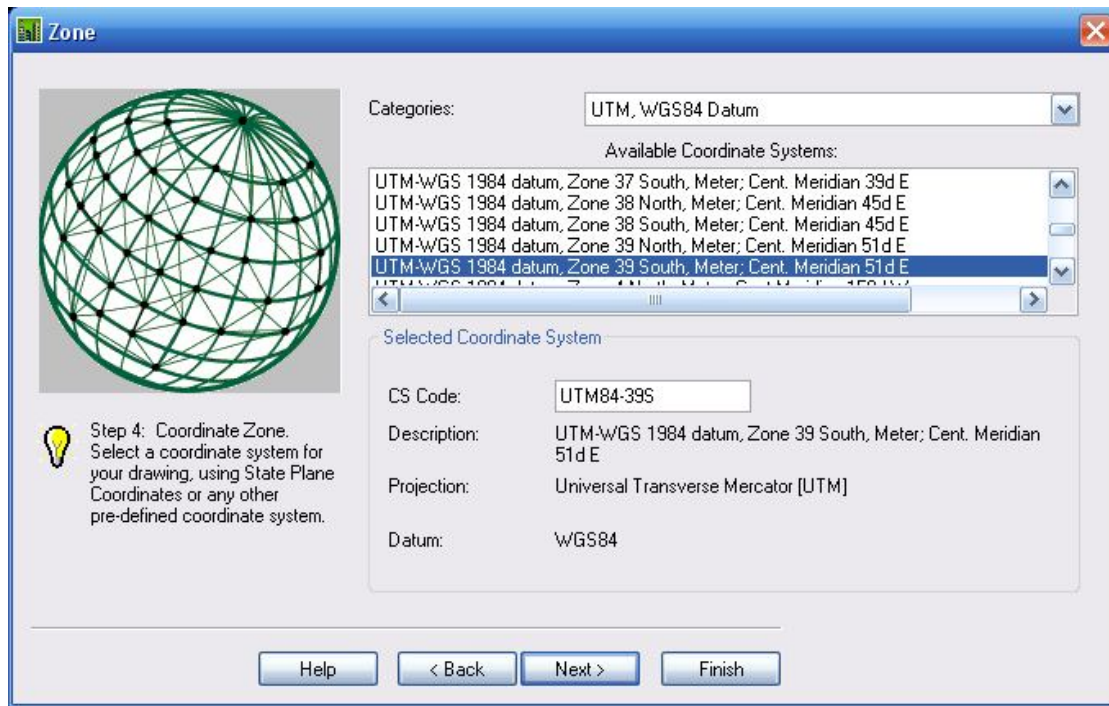 Zone
Categories:
UTM, WGS84 Datum
Available Coordinate Systems:
UTM-WGS 1984 datum, Zone 37 South, Meter; Cent. Meridian 39d E
UTM-WGS 1984 datum, Zone 38 North, Meter; Cent. Meridian 45d E
UTM-WGS 1984 datum, Zone 38 South, Meter; Cent. Meridian 45d E
UTM-WGS 1984 datum, Zone 39 North, Meter; Cent. Meridian 51d E
UTM-WGS 1984 datum, Zone 39 South, Meter; Cent. Meridian 51d E
Selected Coordinate System
CS Code:
UTM84-39S
Description:
UTM-WGS 1984 datum, Zone 39 South, Meter; Cent. Meridian
51d E
Projection:
Universal Transverse Mercator [UTM]
Datum:
WGS84
Step 4: Coordinate Zone.
Select a coordinate system for
your drawing, using State Plane
Coordinates or any other
pre-defined coordinate system.
Help
< Back
Next >
Finish